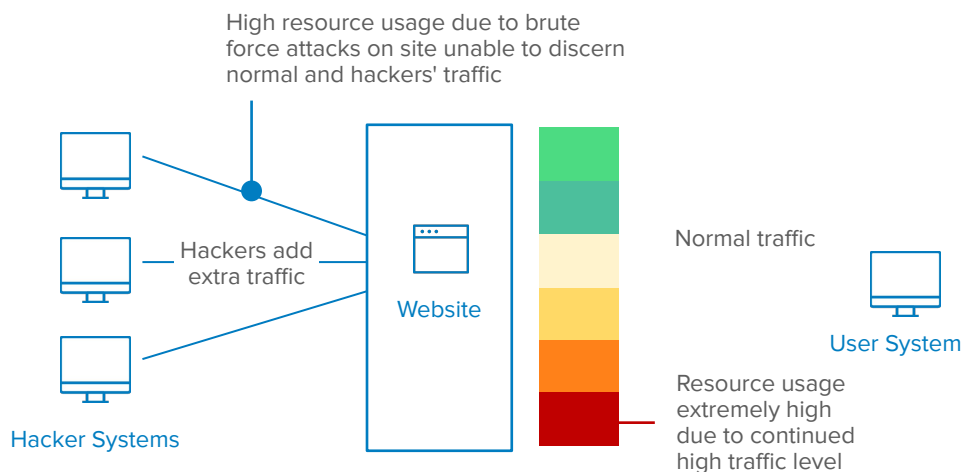 High resource usage due to brute
force attacks on site unable to discern
normal and hackers' traffic
Hackers add
extra traffic
Website
Normal traffic
User System
Hacker Systems
Resource usage
extremely high
due to continued
high traffic level